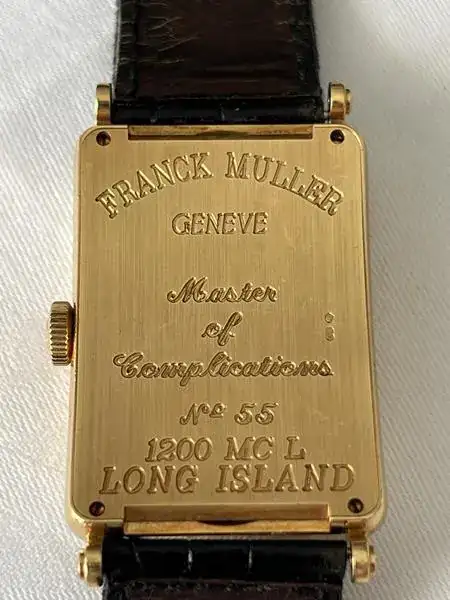 FRANCK MULLER
GENEVE
Master
of
Complications
Nº 55
1200 MC L
LONG ISLAND